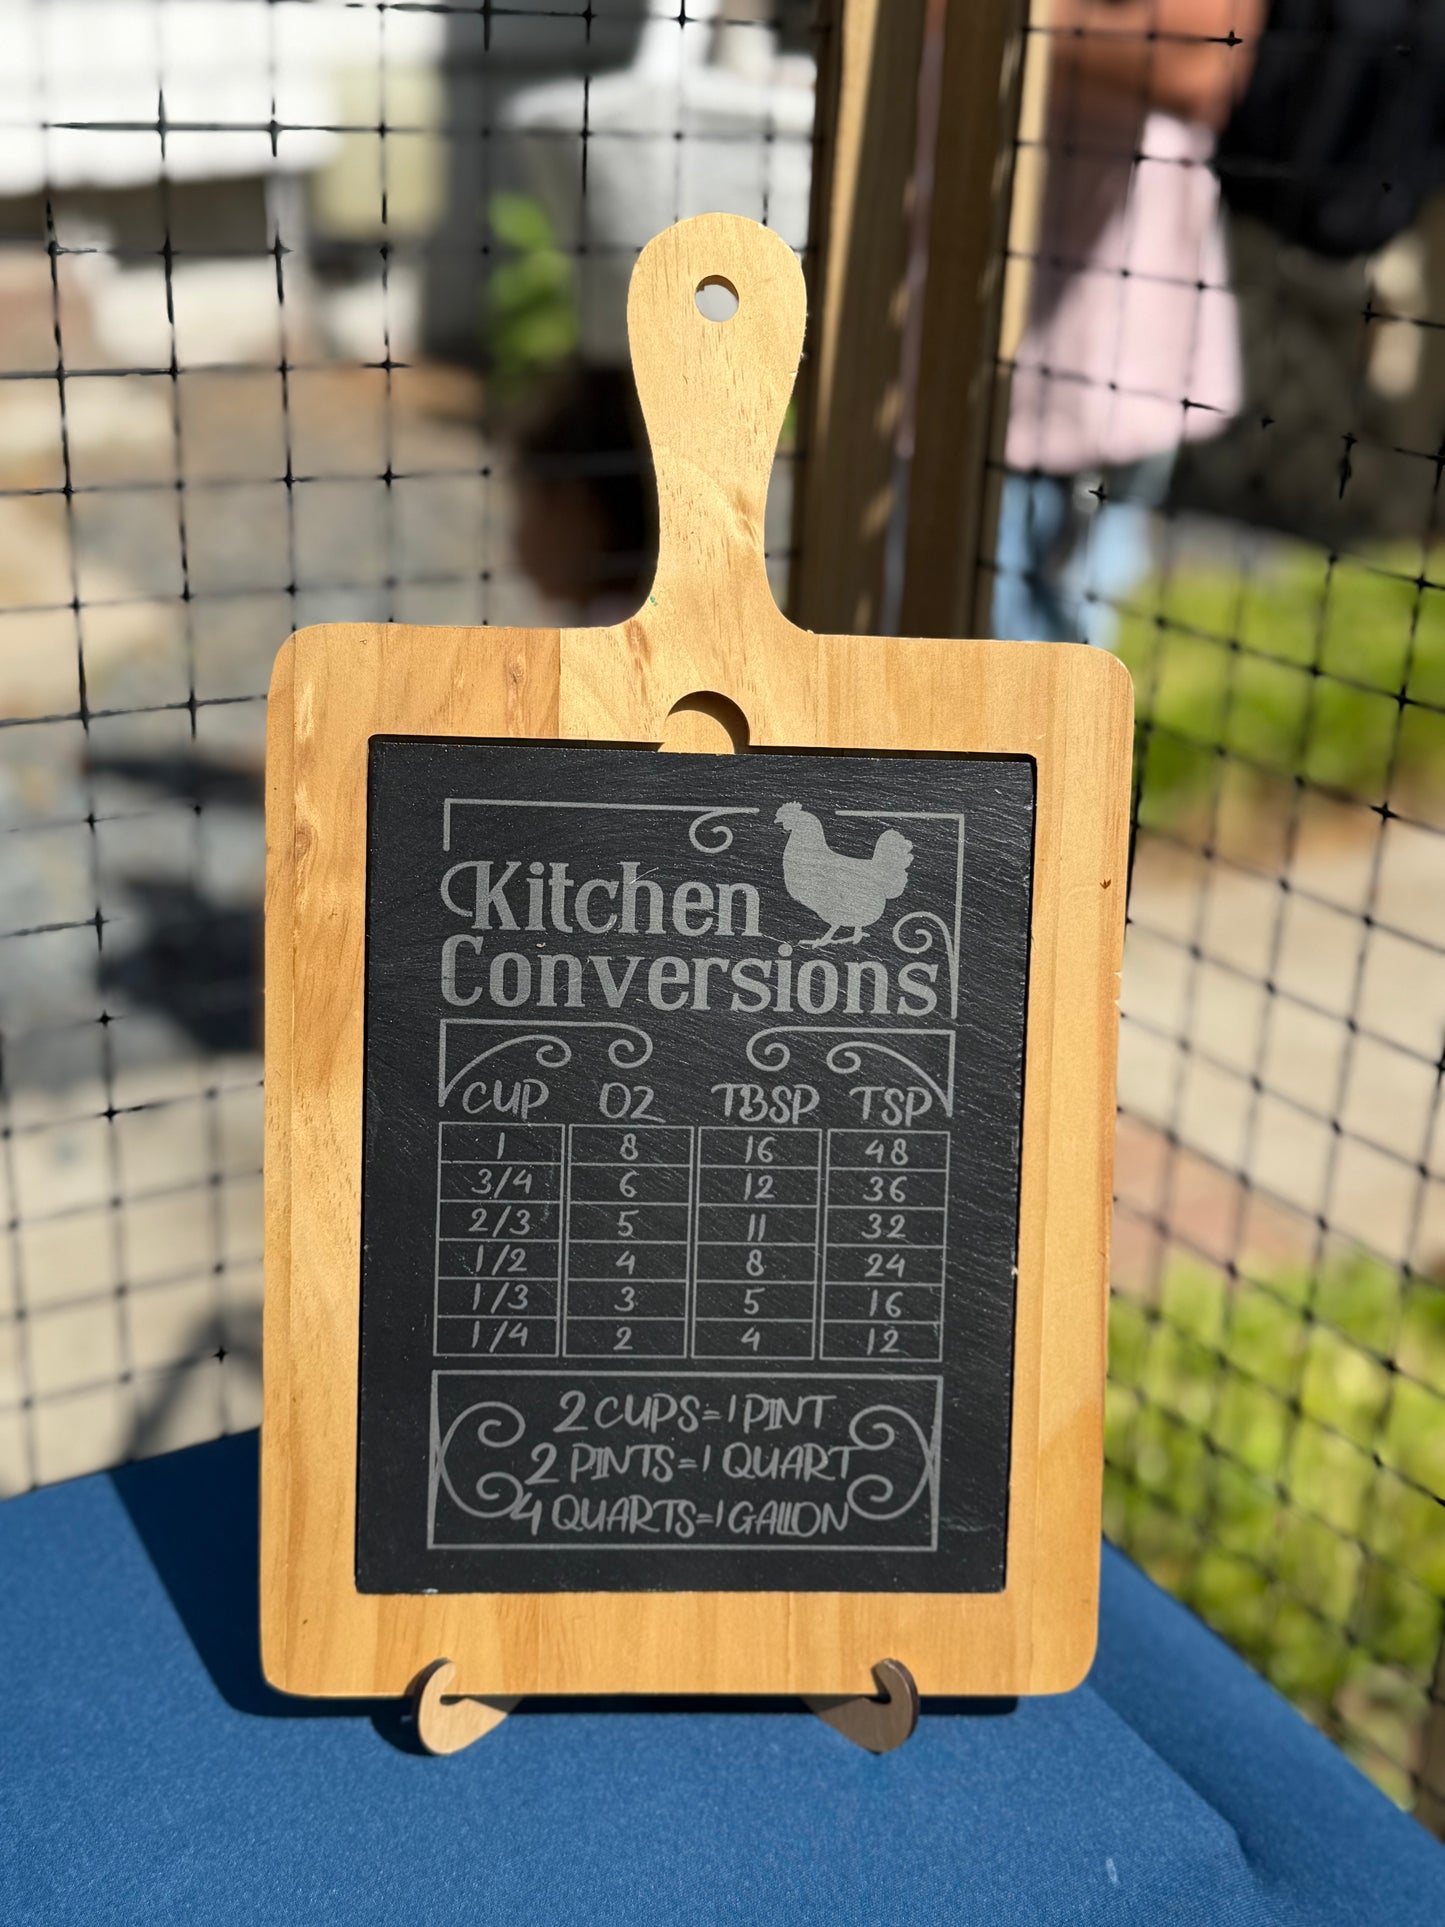 Kitchen
Conversions
CUP OZ TBSP TSP
1 8 16 48
3/4 6 12 36
2/3 5 11 32
1/2 4 8 24
1/3 3 5 16
1/4 2 4 12
2 CUPS=1 PINT
2 PINTS=1 QUART
4 QUARTS=1 GALLON